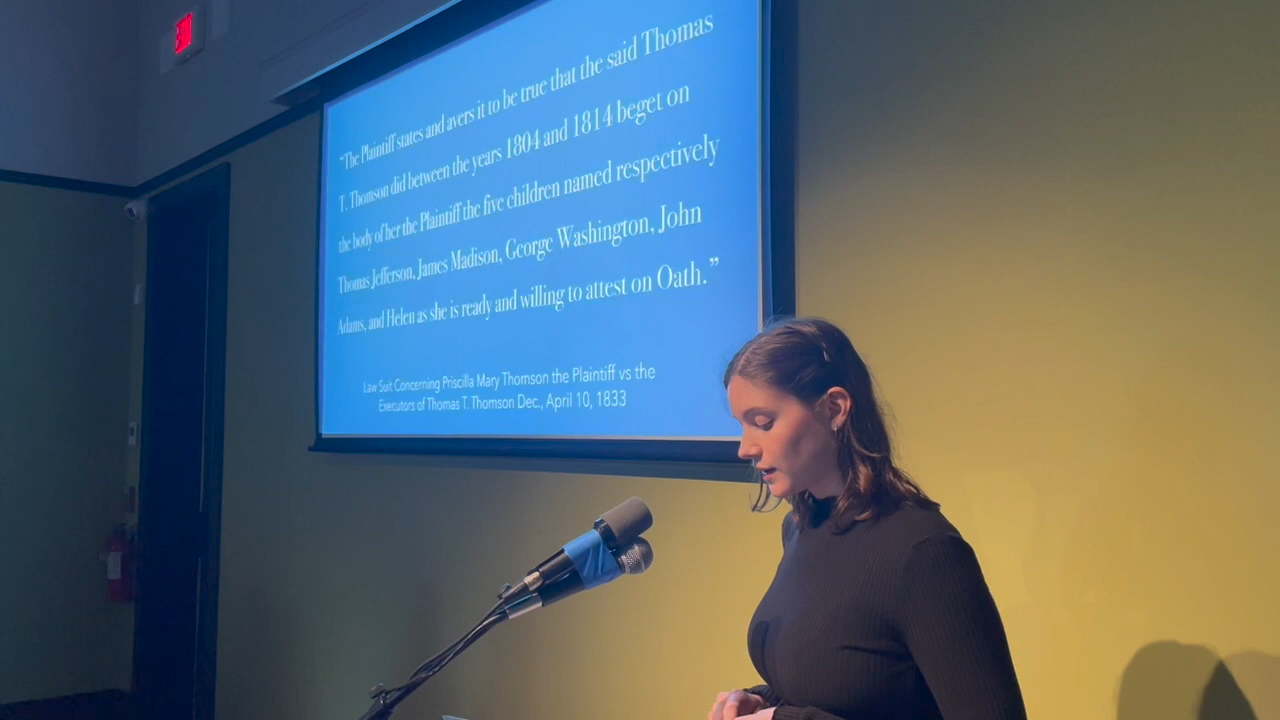 EXIT
“The Plaintiff states and avers it to be true that the said Thomas
T. Thomson did between the years 1804 and 1814 beget on
the body of her the Plaintiff the five children named respectively
Thomas Jefferson, James Madison, George Washington, John
Adams, and Helen as she is ready and willing to attest on Oath.”
Law Suit Concerning Priscilla Mary Thomson the Plaintiff vs the
Executors of Thomas T. Thomson Dec., April 10, 1833